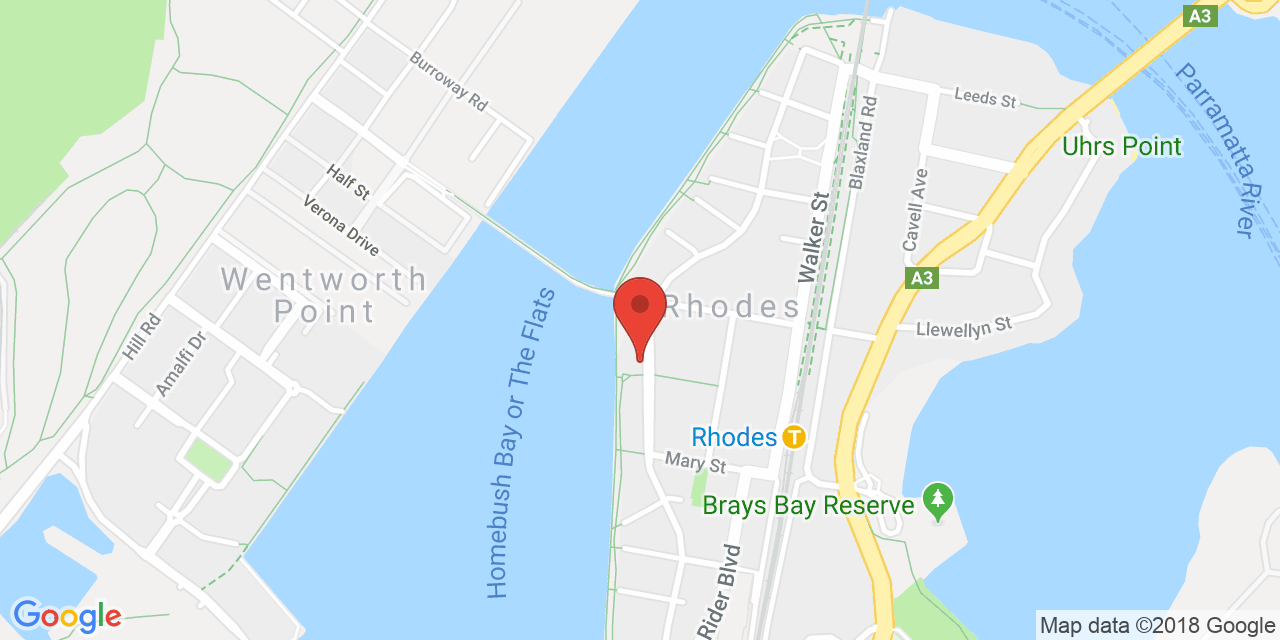 A3
Burroway Rd
Leeds St
Parramatta River
Uhrs Point
Blaxland Rd
Half St
Cavell Ave
Verona Drive
Walker St
Wentworth
Point
A3
Rhodes
Hill Rd
Amalfi Dr
Homebush Bay or The Flats
Llewellyn St
Rhodes
T
Mary St
Brays Bay Reserve
Rider Blvd
Google
Map data ©2018 Google